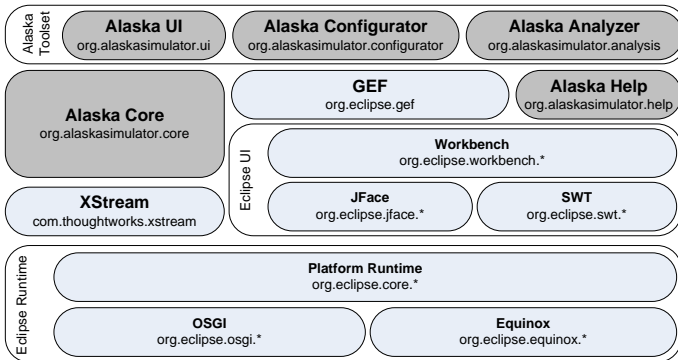 Alaska
Toolset
Alaska UI
org.alaskasimulator.ui
Alaska Configurator
org.alaskasimulator.configurator
Alaska Analyzer
org.alaskasimulator.analysis
Alaska Core
org.alaskasimulator.core
GEF
org.eclipse.gef
Alaska Help
org.alaskasimulator.help
Eclipse UI
Workbench
org.eclipse.workbench.*
JFace
org.eclipse.jface.*
SWT
org.eclipse.swt.*
XStream
com.thoughtworks.xstream
Eclipse Runtime
Platform Runtime
org.eclipse.core.*
OSGI
org.eclipse.osgi.*
Equinox
org.eclipse.equinox.*